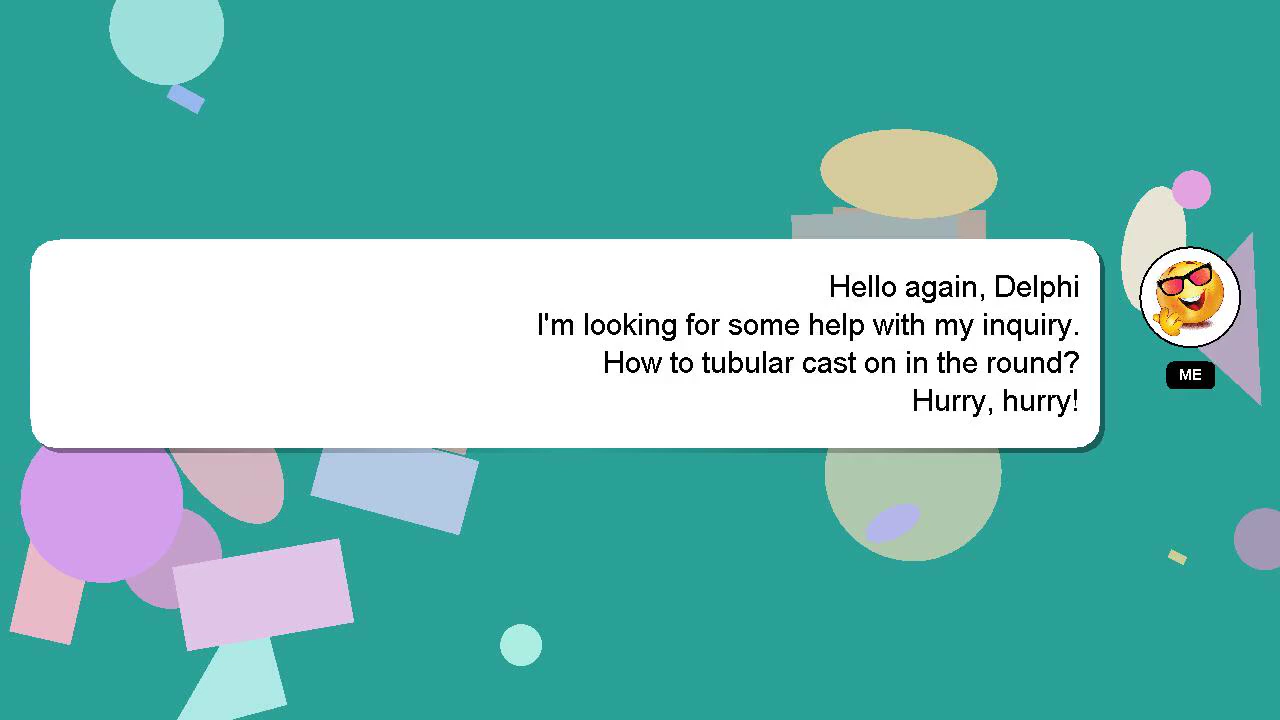 Hello again, Delphi
I'm looking for some help with my inquiry.
How to tubular cast on in the round?
Hurry, hurry!
ME